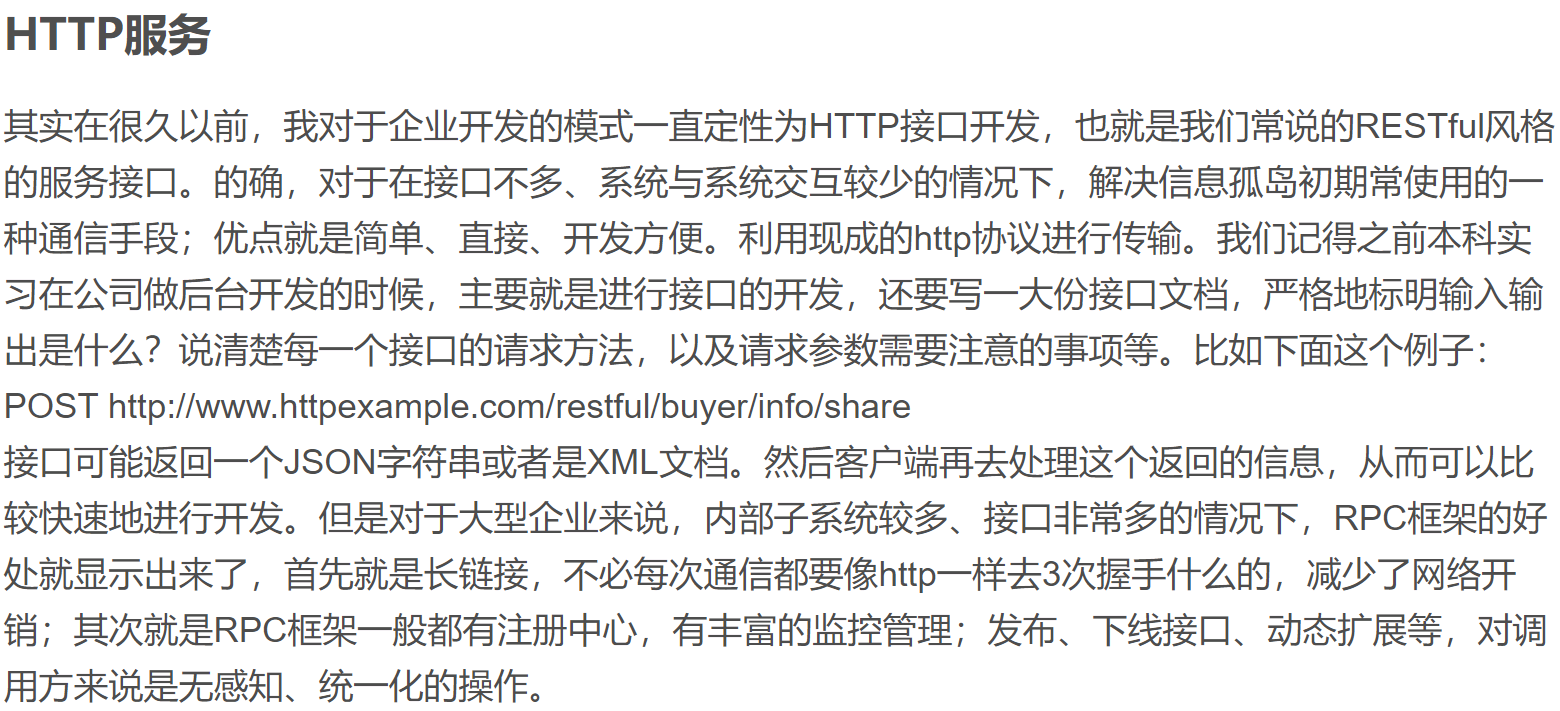 HTTP服务
其实在很久以前，我对于企业开发的模式一直定性为HTTP接口开发，也就是我们常说的RESTful风格
的服务接口。的确，对于在接口不多、系统与系统交互较少的情况下，解决信息孤岛初期常使用的一
种通信手段；优点就是简单、直接、开发方便。利用现成的http协议进行传输。我们记得之前本科实
习在公司做后台开发的时候，主要就是进行接口的开发，还要写一大份接口文档，严格地标明输入输
出是什么？说清楚每一个接口的请求方法，以及请求参数需要注意的事项等。比如下面这个例子：
POST http://www.httpexample.com/restful/buyer/info/share
接口可能返回一个JSON字符串或者是XML文档。然后客户端再去处理这个返回的信息，从而可以比
较快速地进行开发。但是对于大型企业来说，内部子系统较多、接口非常多的情况下，RPC框架的好
处就显示出来了，首先就是长链接，不必每次通信都要像http一样去3次握手什么的，减少了网络开
销；其次就是RPC框架一般都有注册中心，有丰富的监控管理；发布、下线接口、动态扩展等，对调
用方来说是无感知、统一化的操作。